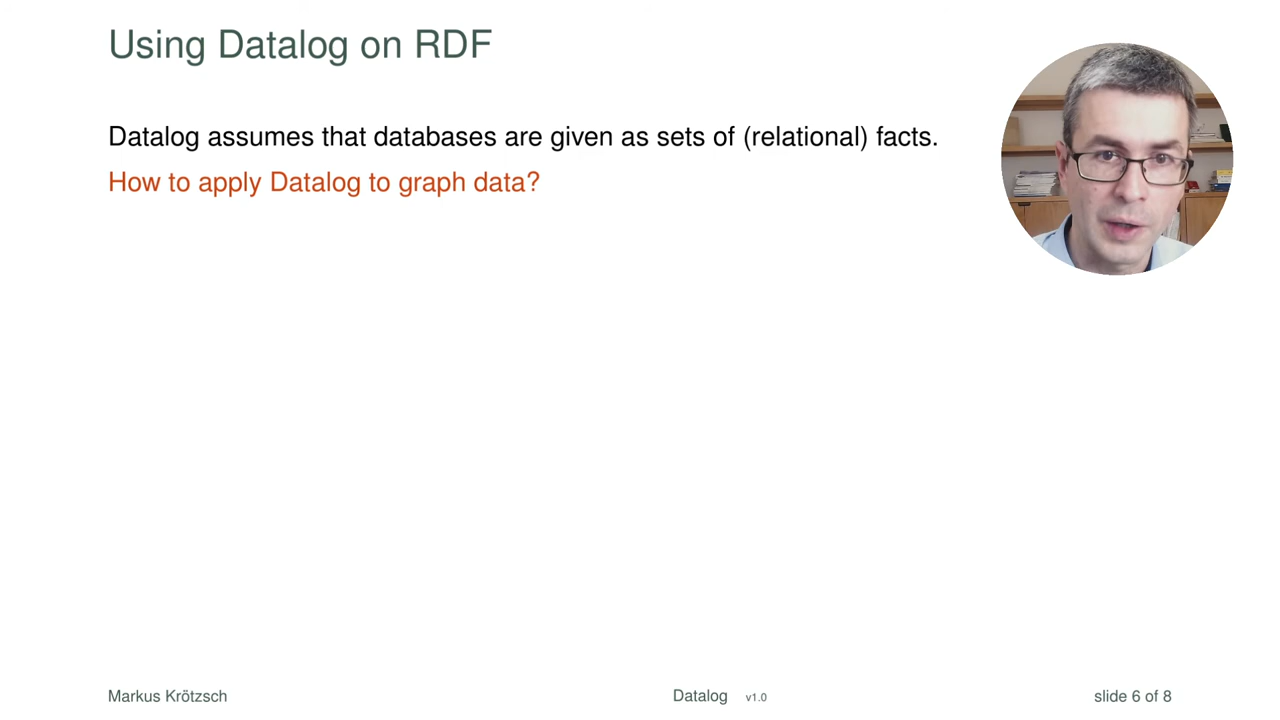 Using Datalog on RDF
Datalog assumes that databases are given as sets of (relational) facts.
How to apply Datalog to graph data?
Markus Krötzsch
Datalog v1.0
slide 6 of 8